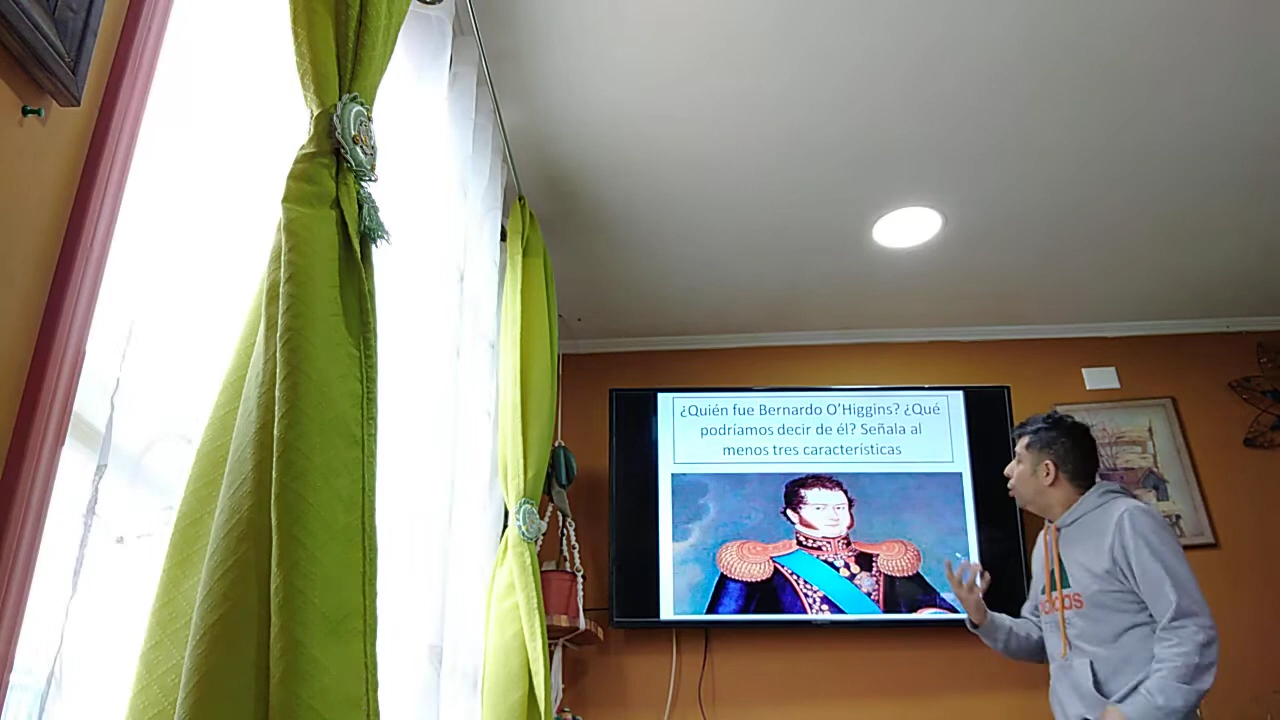 ¿Quién fue Bernardo O'Higgins? ¿Qué
podríamos decir de él? Señala al
menos tres características
adidas